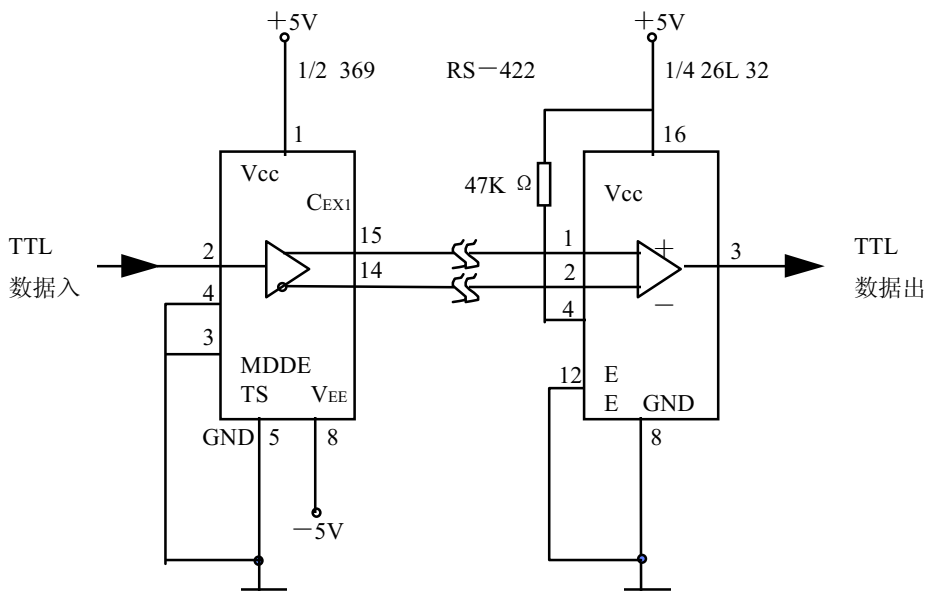 +5V
+5V
1/2 369
RS-422
1/4 26L 32
1
16
Vcc
47K Ω
Vcc
CEX1
TTL
2
15
1
+
3
TTL
数据入
14
2
数据出
4
-
4
3
MDDE
12
E
TS
VEE
E
GND
GND
5
8
8
-5V